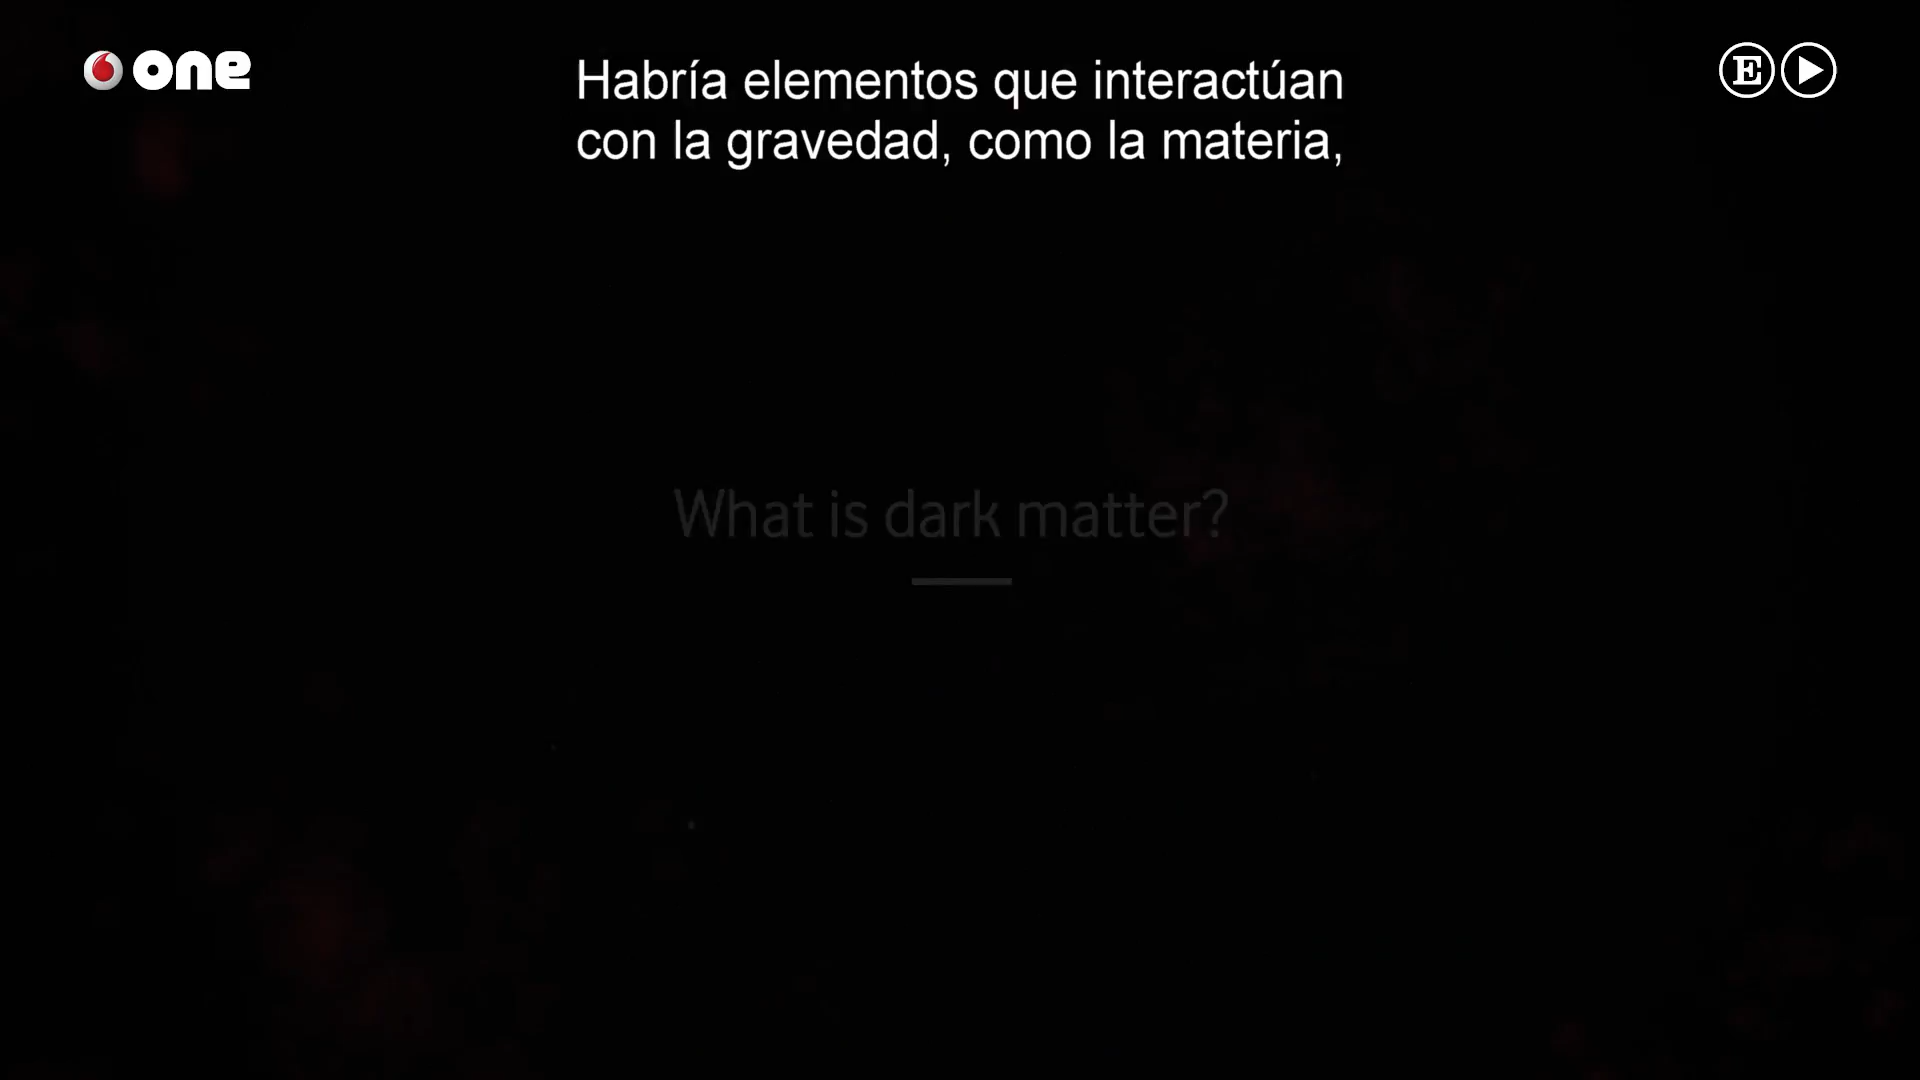 one
Habría elementos que interactúan
con la gravedad, como la materia,
E
What is dark matter?